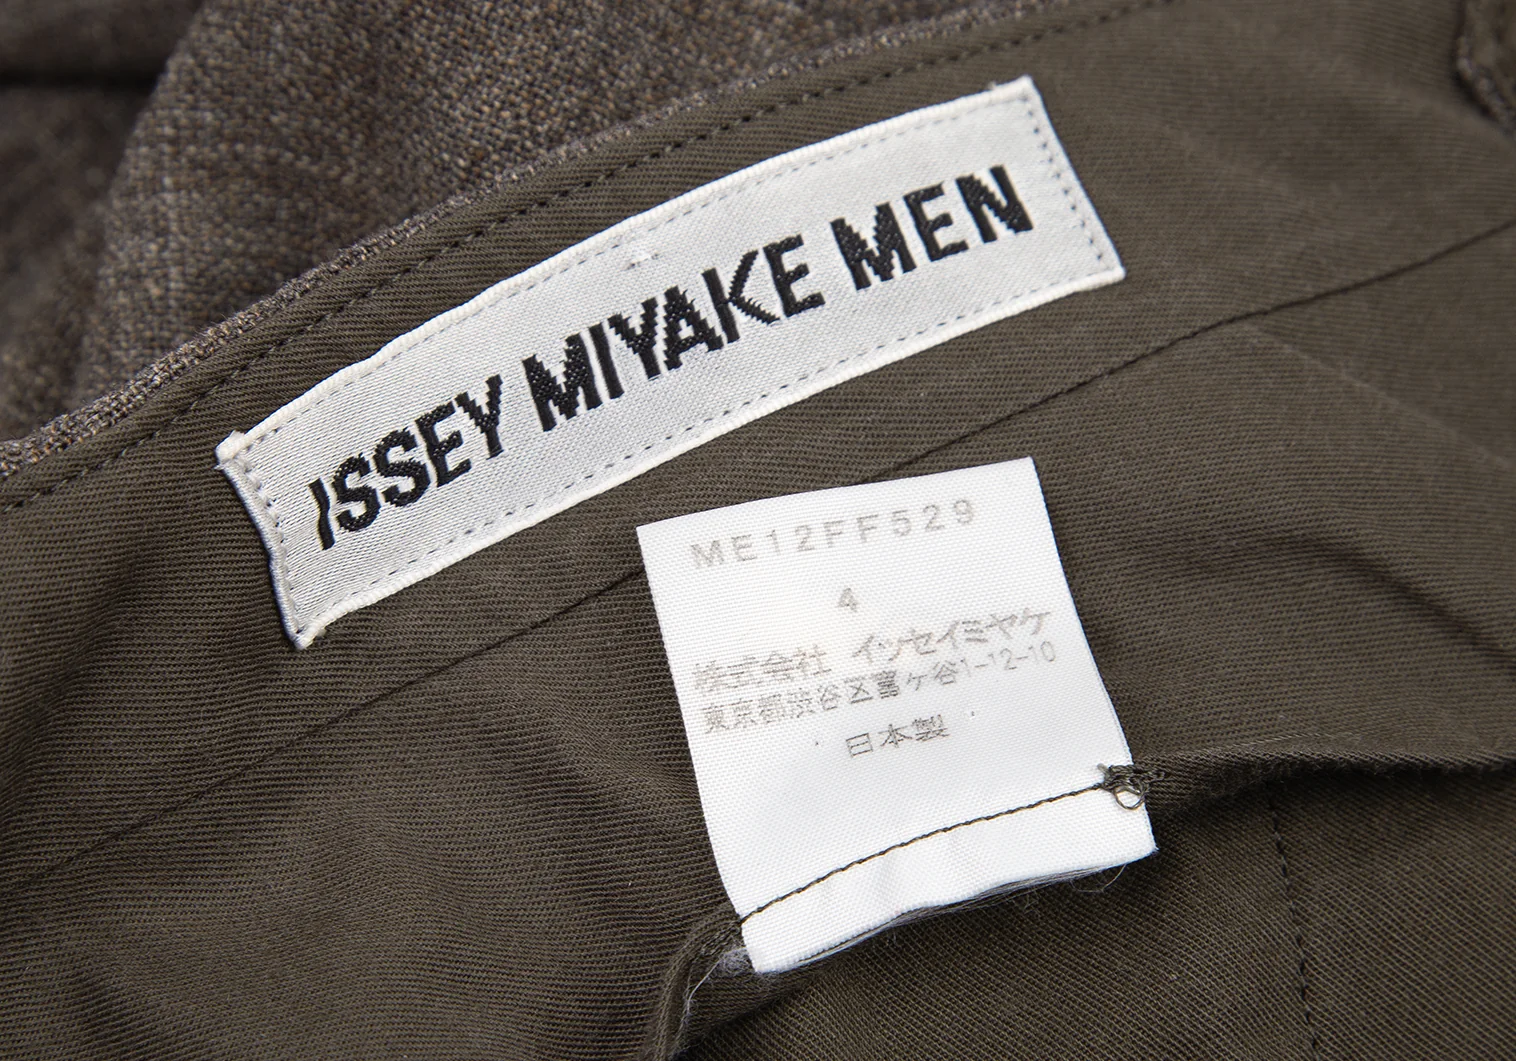 ISSEY MIYAKE MEN
ME12FF529
4
株式会社 イッセイミヤケ
東京都渋谷区富ヶ谷1-12-10
日本製